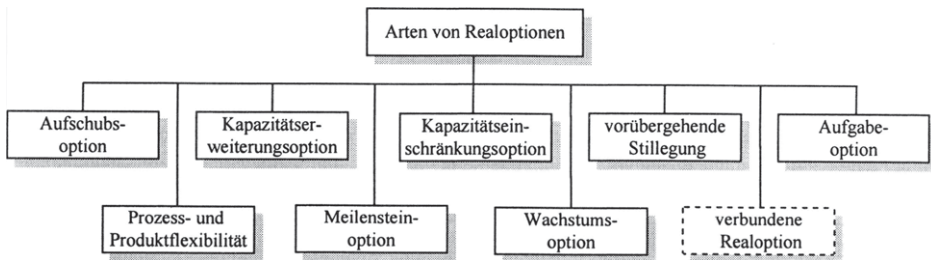 Arten von Realoptionen
Aufschubs-
option
Kapazitätser-
weiterungsoption
Kapazitätsein-
schränkungsoption
vorübergehende
Stillegung
Aufgabe-
option
Prozess- und
Produktflexibilität
Meilenstein-
option
Wachstums-
option
verbundene
Realoption